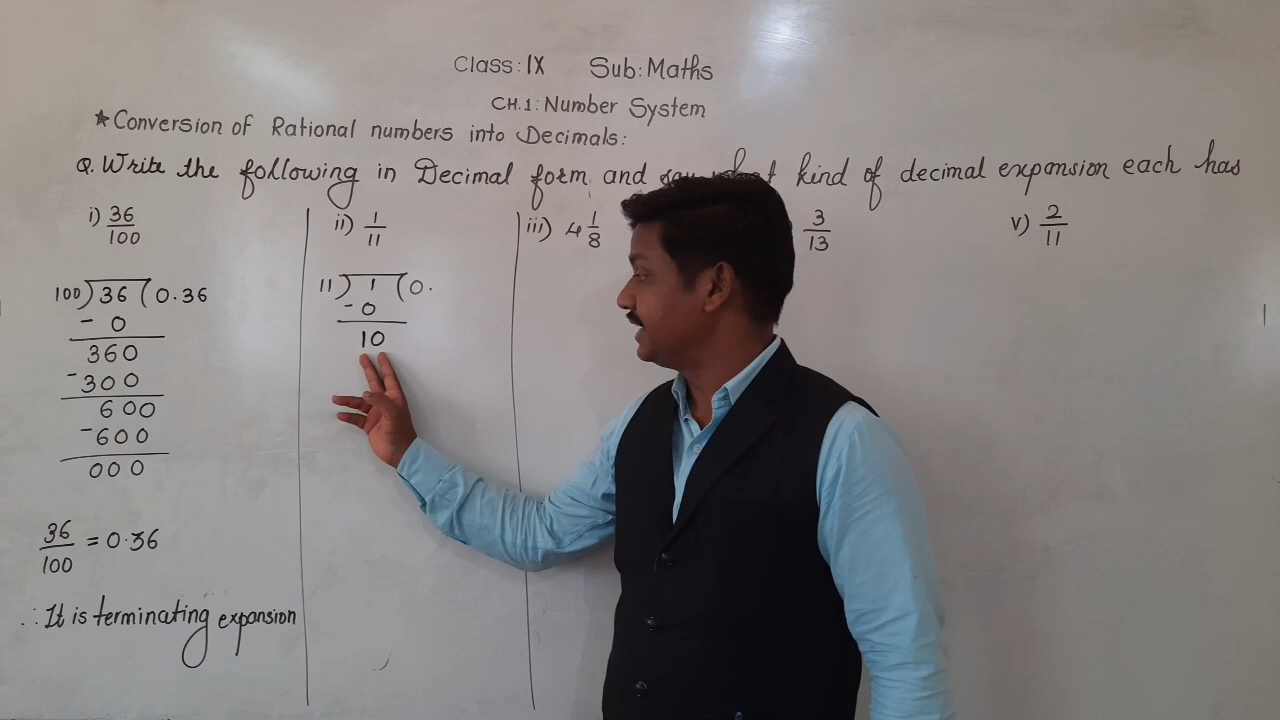 Class: IX Sub: Maths
CH.1: Number System
★Conversion of Rational numbers into Decimals:
Q. Write the following in Decimal form and kind of decimal expansion each has
i) 36/100
ii) 1/11
iii) 4 1/8
3/13
v) 2/11
100)36(0.36
- 0
360
-300
600
-600
000
36/100 = 0.36
∴ It is terminating expansion
11)1(0.
-0
10